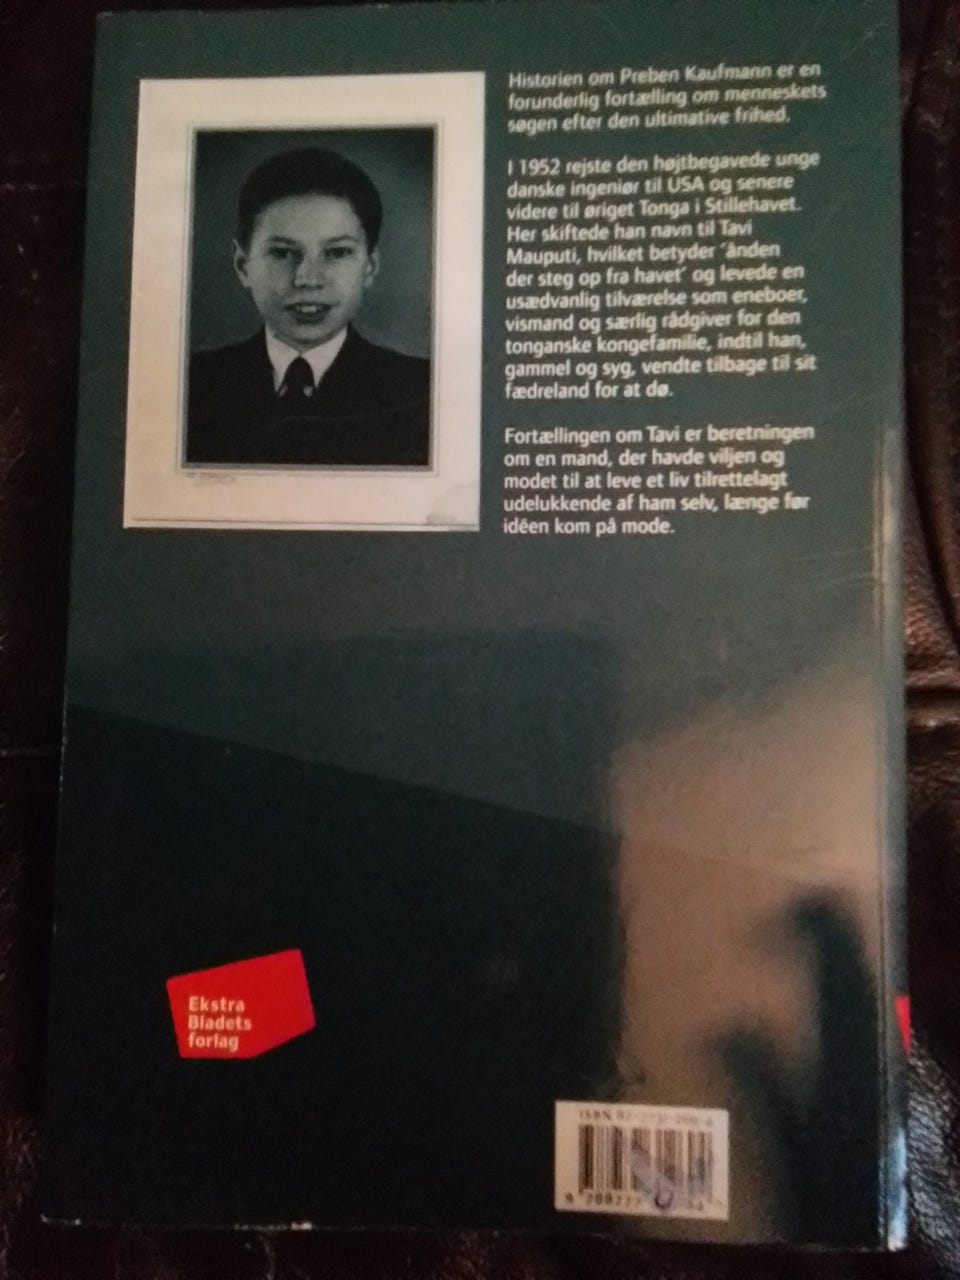 Historien om Preben Kaufmann er en
forunderlig fortælling om menneskets
søgen efter den ultimative frihed.
I 1952 rejste den højtbegavede unge
danske ingeniør til USA og senere
videre til øriget Tonga i Stillehavet.
Her skiftede han navn til Tavi
Mauputi, hvilket betyder ‘ånden
der steg op fra havet’ og levede en
usædvanlig tilværelse som eneboer,
vismand og særlig rådgiver for den
tonganske kongefamilie, indtil han,
gammel og syg, vendte tilbage til sit
fædreland for at dø.
Fortællingen om Tavi er beretningen
om en mand, der havde viljen og
modet til at leve et liv tilrettelagt
udelukkende af ham selv, længe før
idéen kom på mode.
Ekstra
Bladets
forlag
ISBN